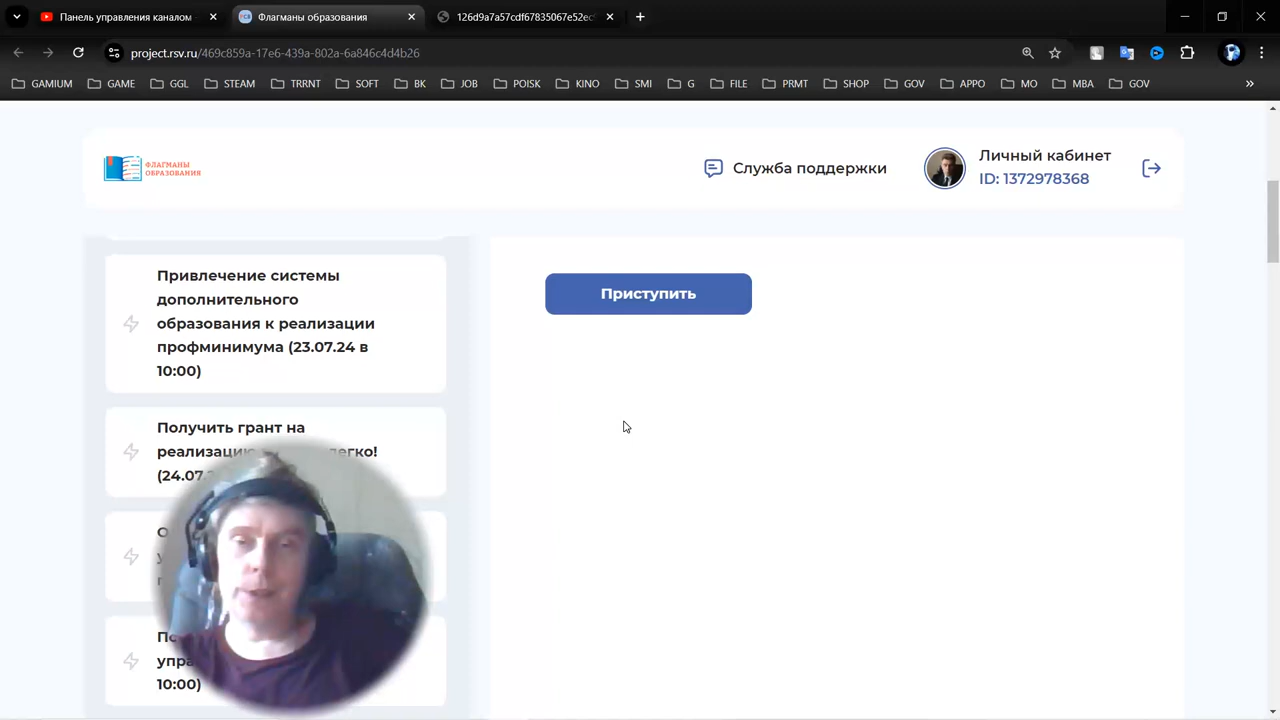 Панель управления каналом
Флагманы образования
project.rsv.ru/469c859a-17e6-439a-802a-6a846c4d4b26
GAMIUM
GAME
GGL
STEAM
TRRNT
SOFT
BK
JOB
POISK
KINO
SMI
G
FILE
PRMT
SHOP
GOV
APPO
MO
MBA
GOV
»
ФЛАГМАНЫ
ОБРАЗОВАНИЯ
Служба поддержки
Личный кабинет
ID: 1372978368
Привлечение системы
дополнительного
образования к реализации
профминимума (23.07.24 в
10:00)
Приступить
Получить грант на
(24.07.
10:00)